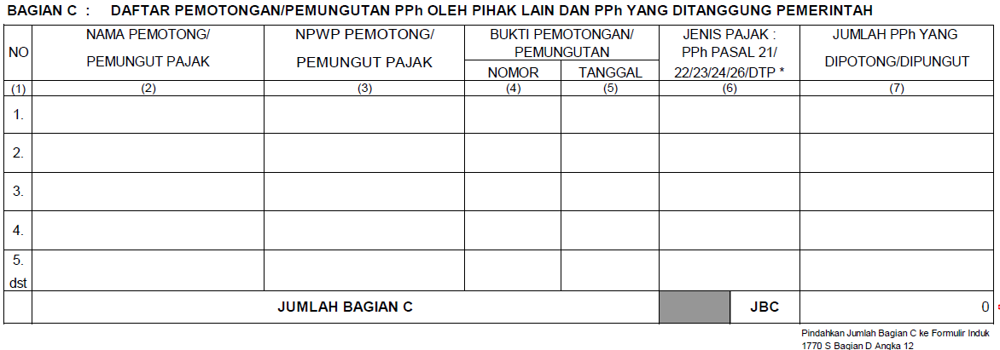 BAGIAN C : DAFTAR PEMOTONGAN/PEMUNGUTAN PPh OLEH PIHAK LAIN DAN PPh YANG DITANGGUNG PEMERINTAH
NO
NAMA PEMOTONG/
PEMUNGUT PAJAK
NPWP PEMOTONG/
PEMUNGUT PAJAK
BUKTI PEMOTONGAN/
PEMUNGUTAN
NOMOR
TANGGAL
JENIS PAJAK :
PPh PASAL 21/
22/23/24/26/DTP *
JUMLAH PPh YANG
DIPOTONG/DIPUNGUT
(1) (2) (3) (4) (5) (6) (7)
1.
2.
3.
4.
5.
dst
JUMLAH BAGIAN C JBC 0
Pindahkan Jumlah Bagian C ke Formulir Induk
1770 S Bagian D Angka 12